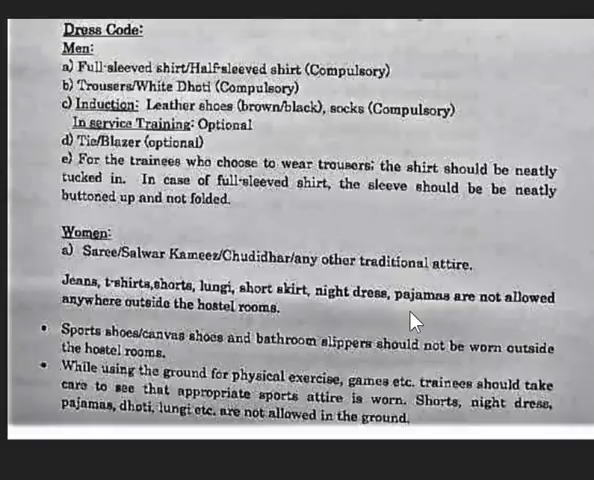 Dress Code:
Men:
a) Full-sleeved shirt/Half-sleeved shirt (Compulsory)
b) Trousers/White Dhoti (Compulsory)
c) Induction: Leather shoes (brown/black), socks (Compulsory)
In service Training: Optional
d) Tie/Blazer (optional)
e) For the trainees who choose to wear trousers; the shirt should be neatly
tucked in. In case of full-sleeved shirt, the sleeve should be be neatly
buttoned up and not folded.
Women:
a) Saree/Salwar Kameez/Chudidhar/any other traditional attire.
Jeans, t-shirts,shorts, lungi, short skirt, night dress, pajamas are not allowed
anywhere outside the hostel rooms.
• Sports shoes/canvas shoes and bathroom slippers should not be worn outside
the hostel rooms.
• While using the ground for physical exercise, games etc. trainees should take
care to see that appropriate sports attire is worn. Shorts, night dress,
pajamas, dhoti, lungi etc. are not allowed in the ground.